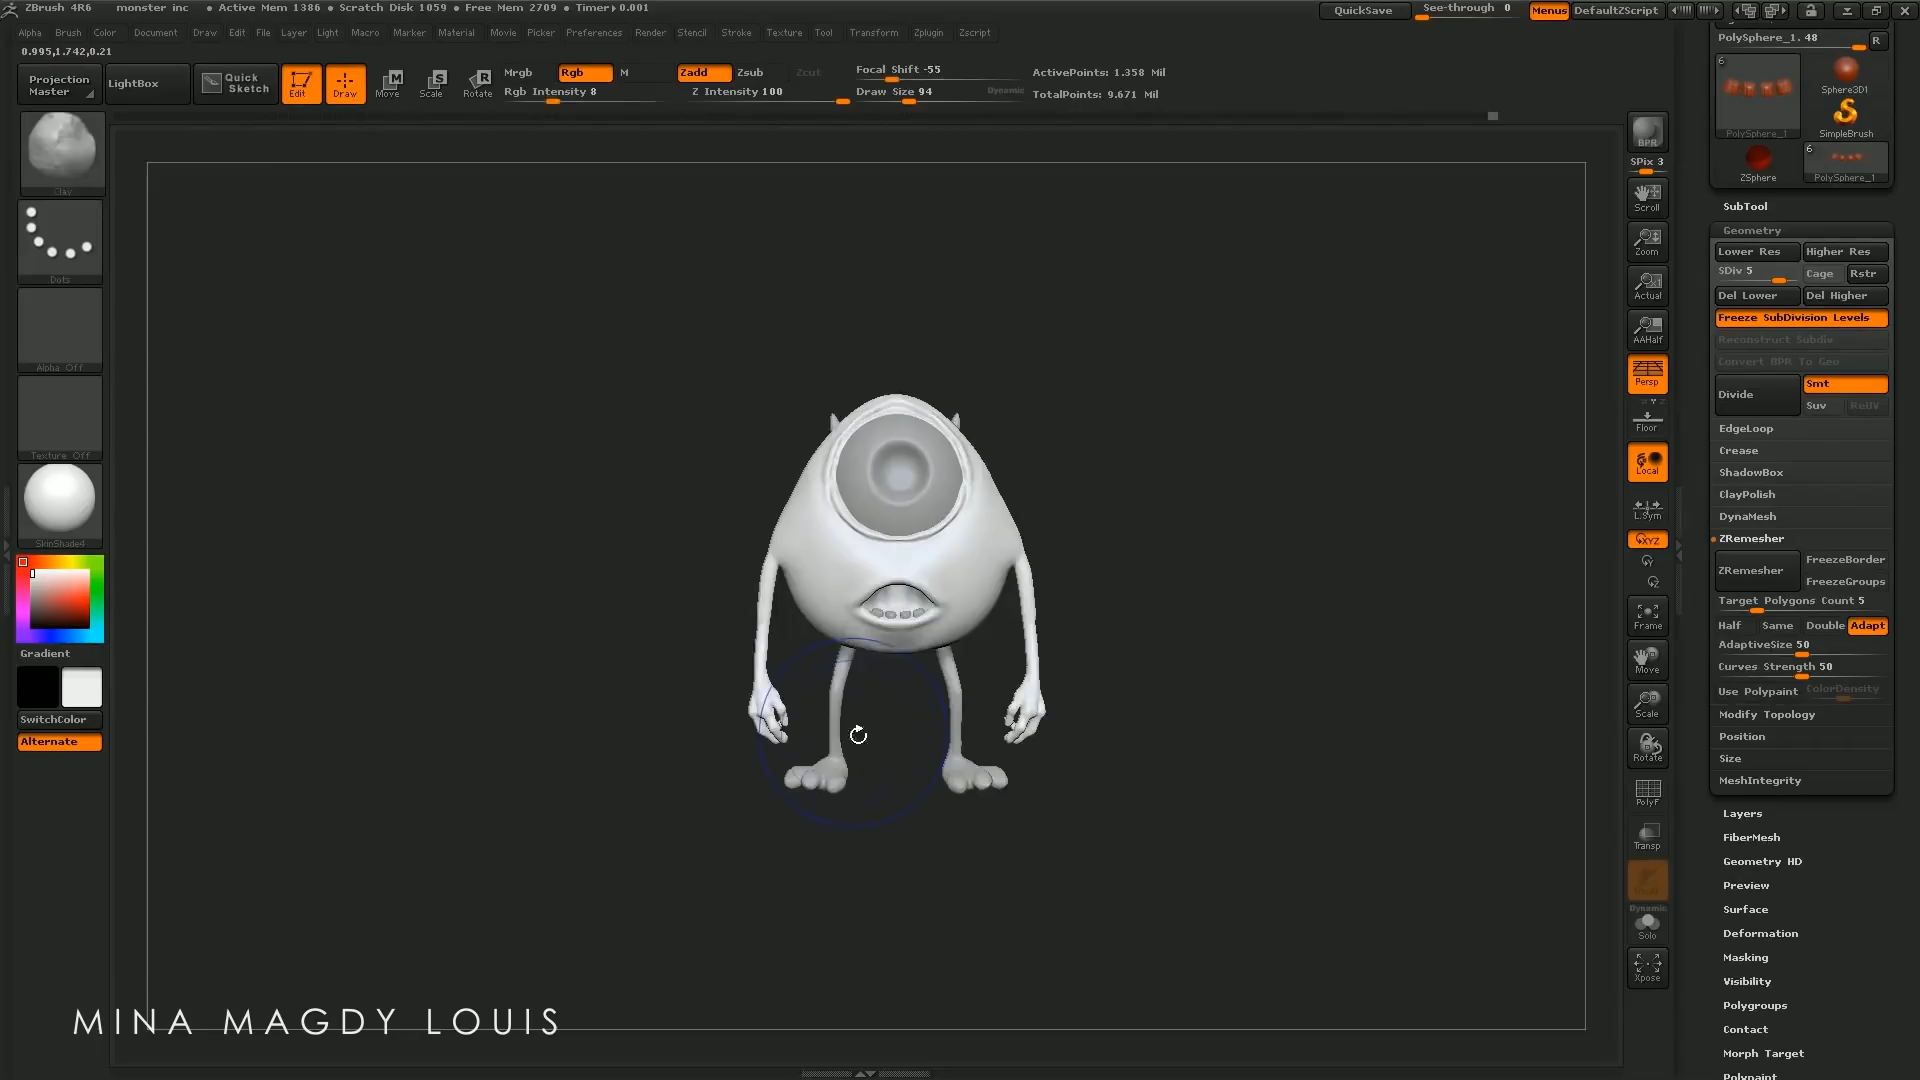 ZBrush 4R6 monster inc • Active Mem 1386 • Scratch Disk 1059 • Free Mem 2709 • Timer▸0.001 QuickSave See-through 0 Menus DefaultZScript
Alpha Brush Color Document Draw Edit File Layer Light Macro Marker Material Movie Picker Preferences Render Stencil Stroke Texture Tool Transform Zplugin Zscript
0.995,1.742,0.21
Projection Master
LightBox
Quick Sketch
Edit
Draw
M Move
S Scale
R Rotate
Mrgb Rgb M
Rgb Intensity 8
Zadd Zsub Zcut
Z Intensity 100
Focal Shift -55
Draw Size 94 Dynamic
ActivePoints: 1.358 Mil
TotalPoints: 9.671 Mil
Clay
Dots
Alpha Off
Texture Off
SkinShade4
Gradient
SwitchColor
Alternate
MINA MAGDY LOUIS
BPR
SPix 3
Scroll
Zoom
Actual
AAHalf
Persp
Floor
Local
L.Sym
XYZ
Y
Z
Frame
Move
Scale
Rotate
PolyF
Transp
Dynamic
Solo
Xpose
PolySphere_1. 48 R
6
PolySphere_1
Sphere3D1
SimpleBrush
ZSphere
6
PolySphere_1
SubTool
Geometry
Lower Res Higher Res
SDiv 5 Cage Rstr
Del Lower Del Higher
Freeze SubDivision Levels
Reconstruct Subdiv
Convert BPR To Geo
Divide Smt
Suv ReUV
EdgeLoop
Crease
ShadowBox
ClayPolish
DynaMesh
ZRemesher
ZRemesher FreezeBorder
FreezeGroups
Target Polygons Count 5
Half Same Double Adapt
AdaptiveSize 50
Curves Strength 50
Use Polypaint ColorDensity
Modify Topology
Position
Size
MeshIntegrity
Layers
FiberMesh
Geometry HD
Preview
Surface
Deformation
Masking
Visibility
Polygroups
Contact
Morph Target
Polypaint